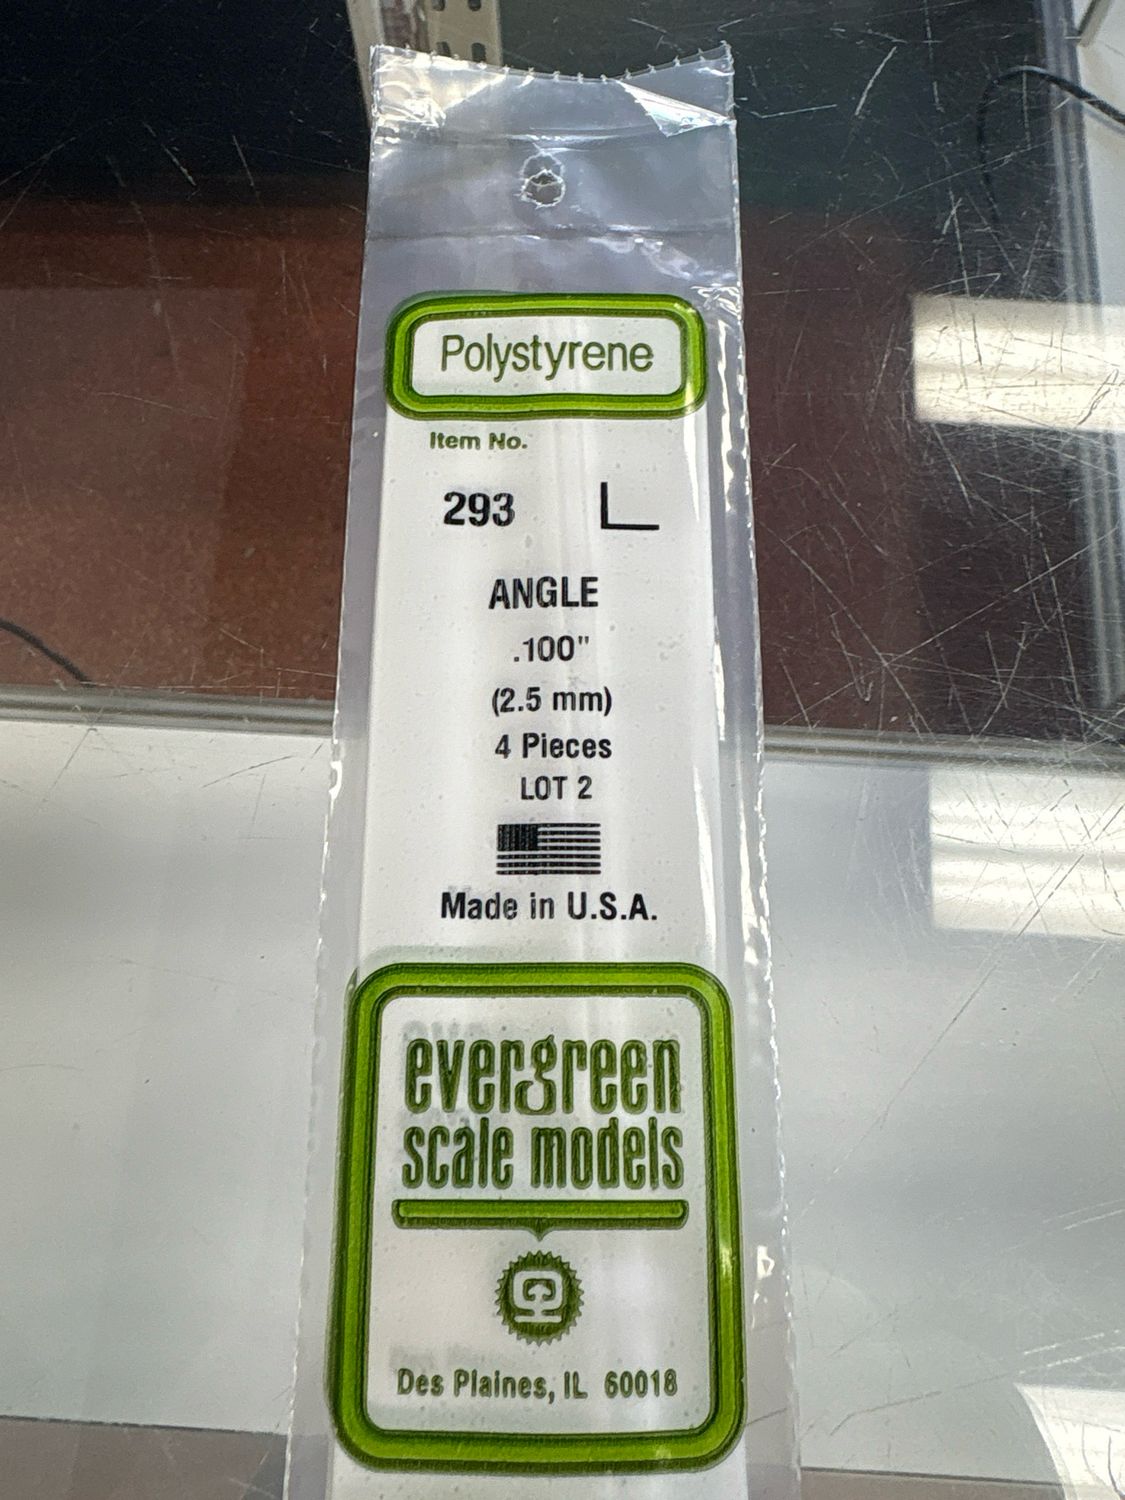 Polystyrene
Item No.
293
ANGLE
.100"
(2.5 mm)
4 Pieces
LOT 2
Made in U.S.A.
evergreen
scale models
Des Plaines, IL 60018